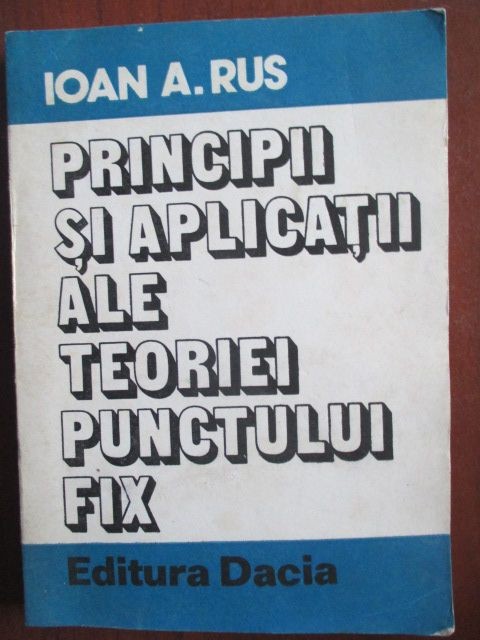 IOAN A. RUS
PRINCIPII
ȘI APLICAȚII
ALE
TEORIEI
PUNCTULUI
FIX
Editura Dacia